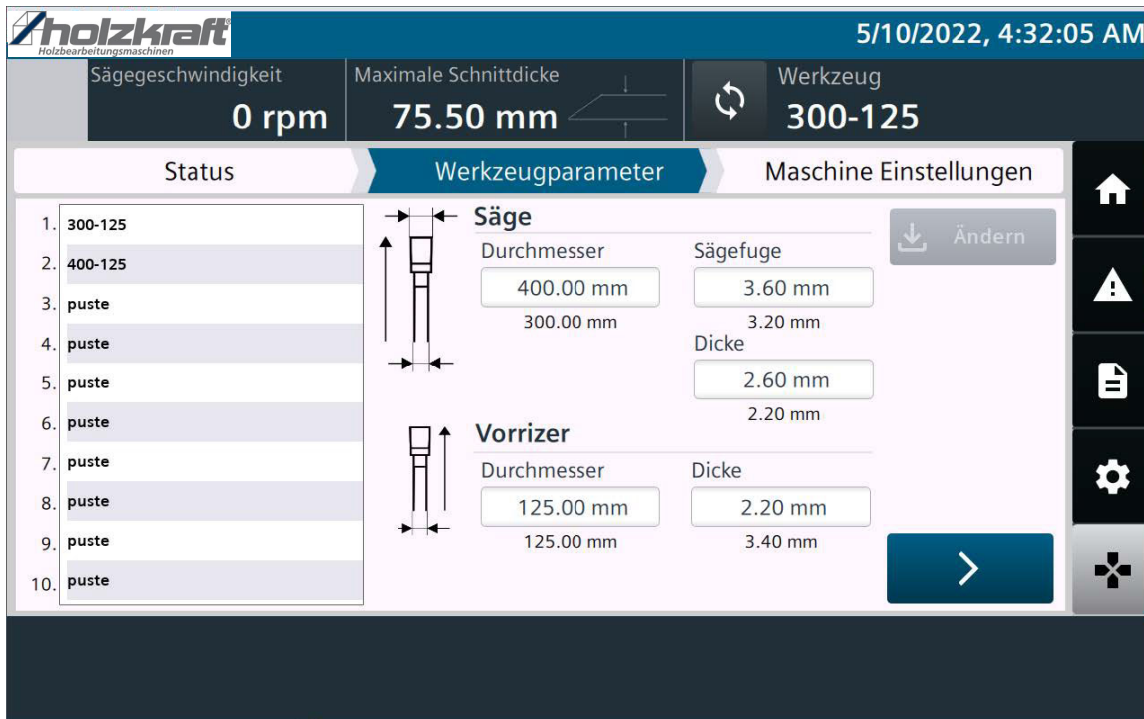 holzkraft
Holzbearbeitungsmaschinen
5/10/2022, 4:32:05 AM
Sägegeschwindigkeit
0 rpm
Maximale Schnittdicke
75.50 mm
Werkzeug
300-125
Status
Werkzeugparameter
Maschine Einstellungen
1. 300-125
2. 400-125
3. puste
4. puste
5. puste
6. puste
7. puste
8. puste
9. puste
10. puste
Säge
Durchmesser
400.00 mm
300.00 mm
Sägefuge
3.60 mm
3.20 mm
Dicke
2.60 mm
2.20 mm
Vorrizer
Durchmesser
125.00 mm
125.00 mm
Dicke
2.20 mm
3.40 mm
Ändern